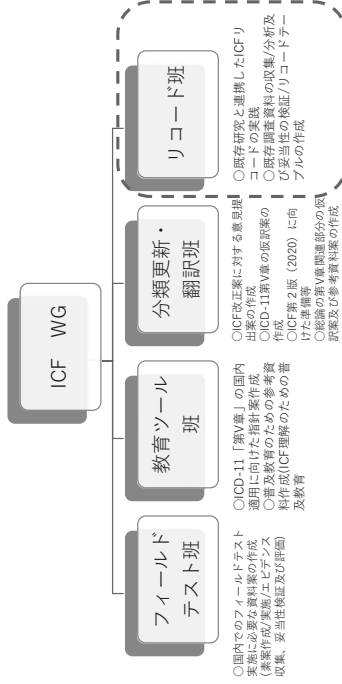 ICF　WG
フィールド
テスト班
○国内でのフィールドテスト
実施に必要な資料案の作成
(素案作成/実施/エビデンス
収集、妥当性検証及び評価)
教育ツール
班
○ICD-11「第V章」の国内
適用に向けた指針案作成
○普及教育のための参考資
料作成(ICF理解のための普
及教育
分類更新・
翻訳班
○ICF改正案に対する意見提
出案の作成
○ICD-11第V章の仮訳案の
作成
○ICF第２版（2020）に向
けた準備等
○総論の第V章関連部分の仮
訳案及び参考資料案の作成
リコード班
○既存研究と連携したICFリ
コードの実践
○既存調査資料の収集/分析及
び妥当性の検証/リコードテー
ブルの作成